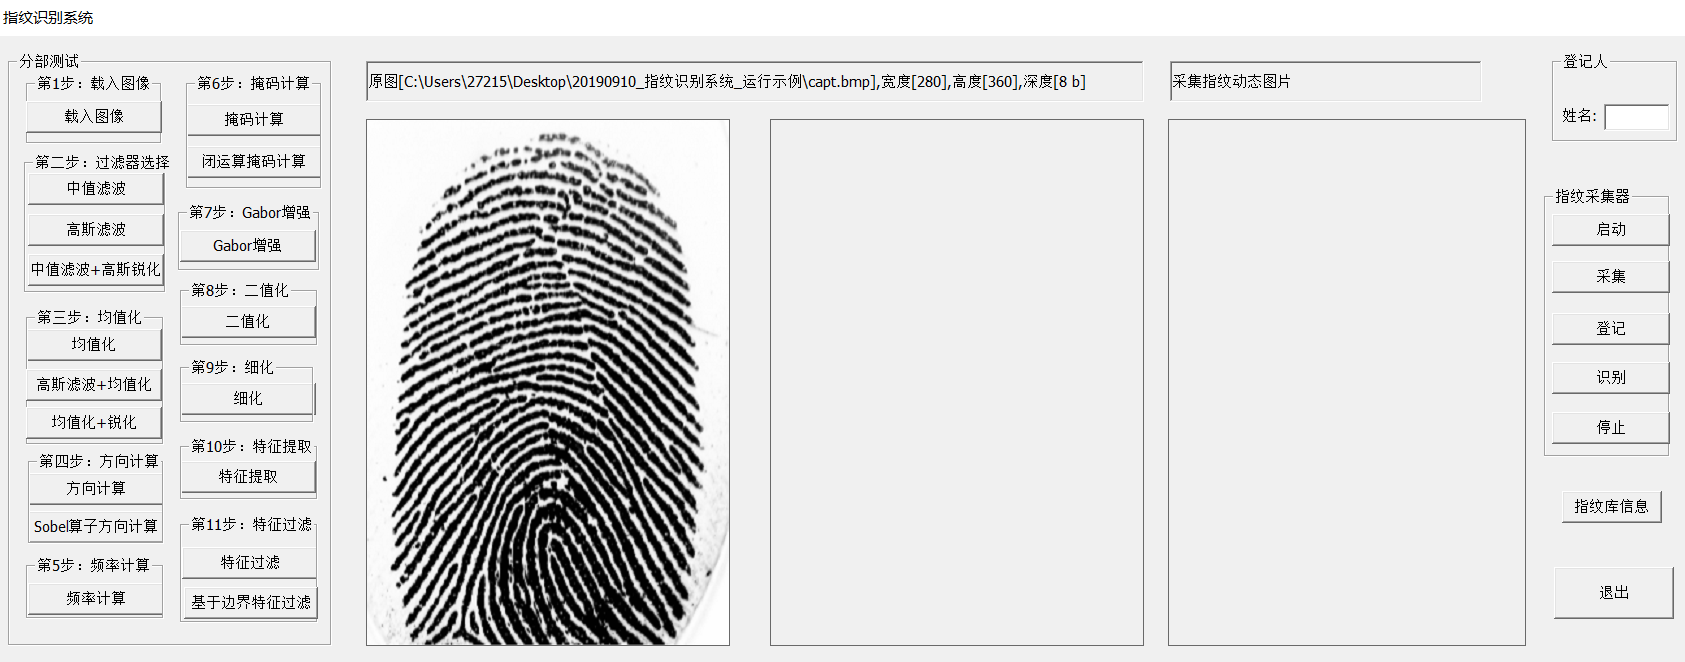 指纹识别系统
分部测试
第1步：载入图像
载入图像
第二步：过滤器选择
中值滤波
高斯滤波
中值滤波+高斯锐化
第三步：均值化
均值化
高斯滤波+均值化
均值化+锐化
第四步：方向计算
方向计算
Sobel算子方向计算
第5步：频率计算
频率计算
第6步：掩码计算
掩码计算
闭运算掩码计算
第7步：Gabor增强
Gabor增强
第8步：二值化
二值化
第9步：细化
细化
第10步：特征提取
特征提取
第11步：特征过滤
特征过滤
基于边界特征过滤
原图[C:\Users\27215\Desktop\20190910_指纹识别系统_运行示例\capt.bmp],宽度[280],高度[360],深度[8 b]
采集指纹动态图片
登记人
姓名:
指纹采集器
启动
采集
登记
识别
停止
指纹库信息
退出